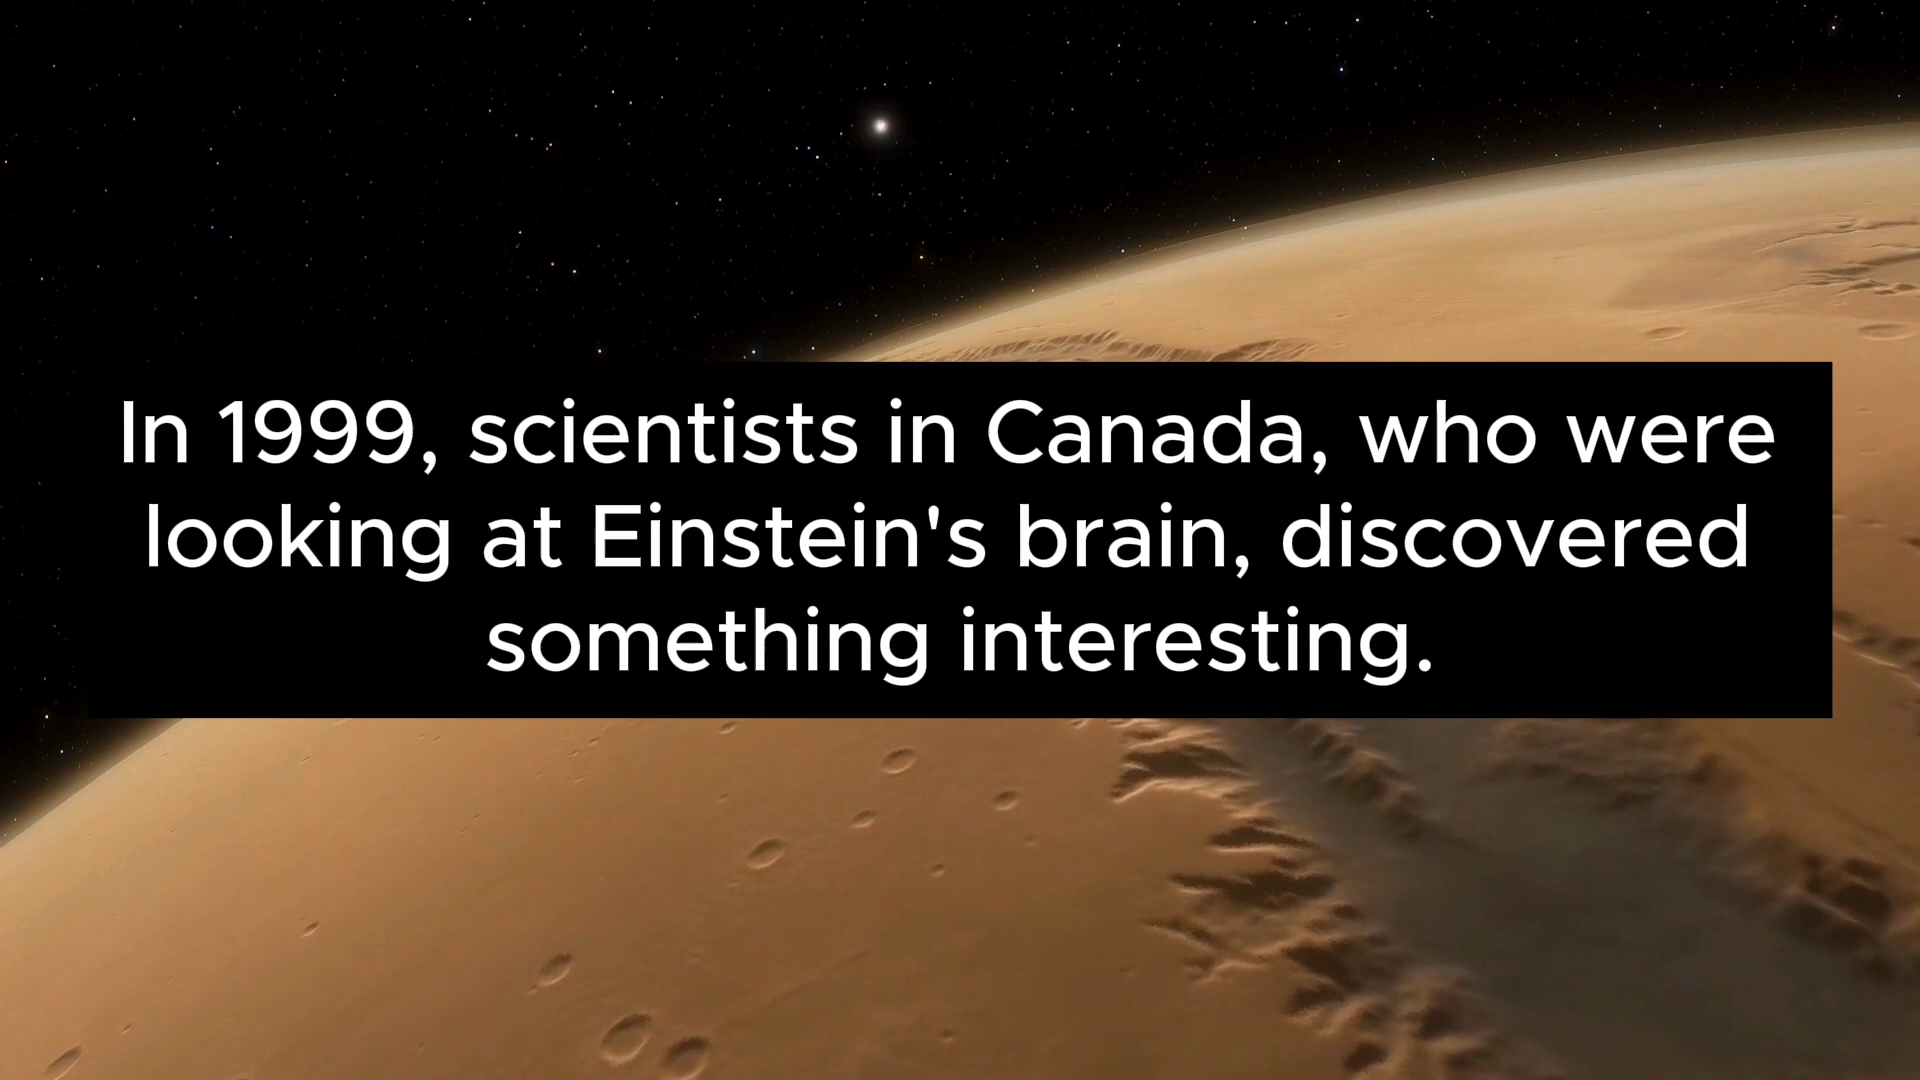 In 1999, scientists in Canada, who were
looking at Einstein's brain, discovered
something interesting.